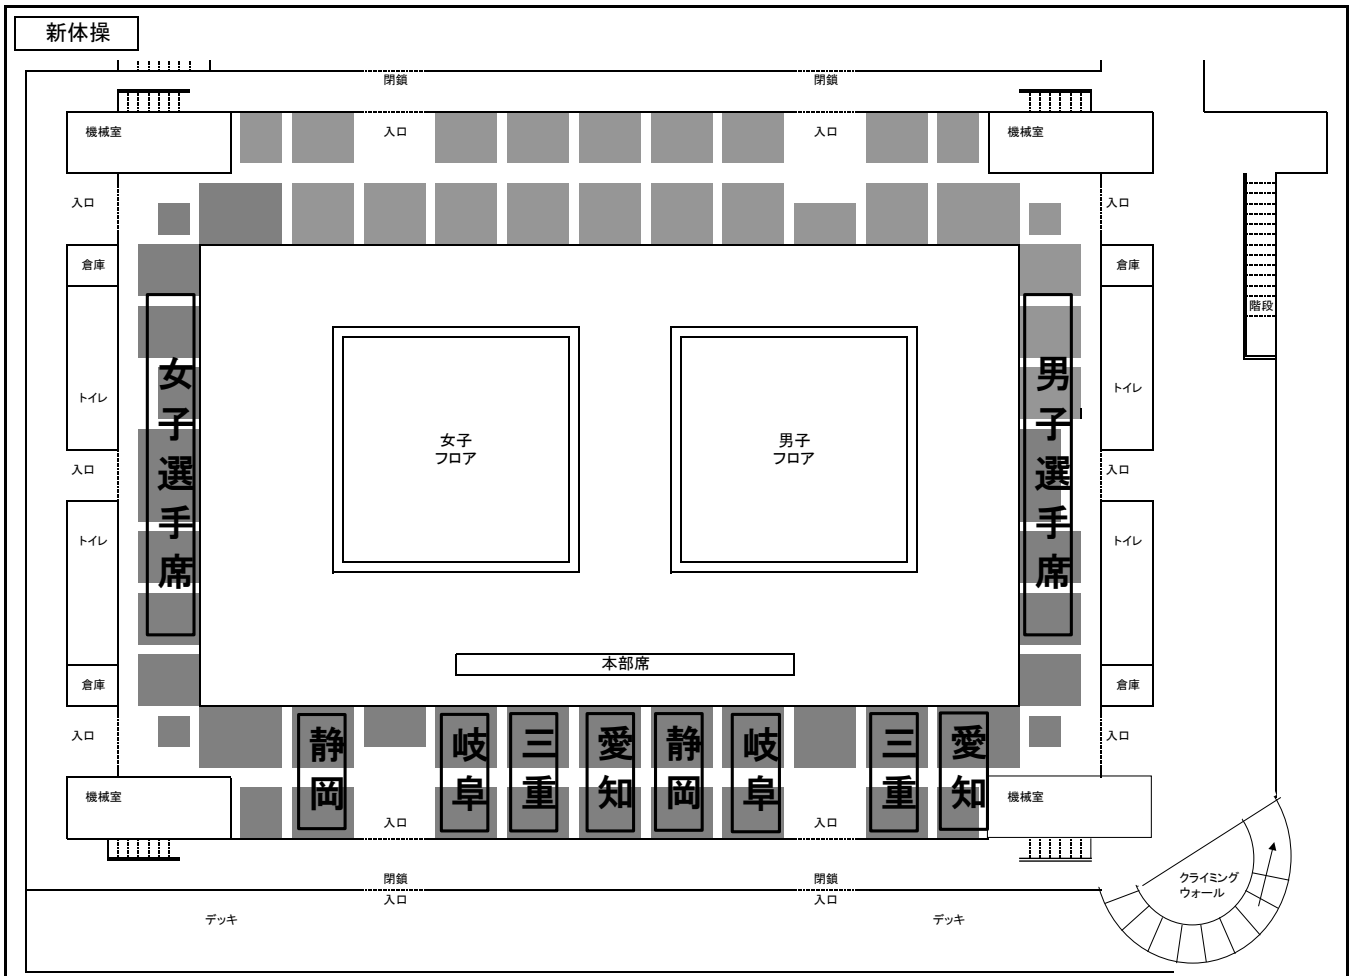 新体操
閉鎖
閉鎖
機械室
入口
入口
機械室
入口
入口
倉庫
倉庫
階段
女子選手席
男子選手席
トイレ
トイレ
女子
フロア
男子
フロア
入口
入口
トイレ
トイレ
本部席
倉庫
倉庫
入口
入口
静岡
岐阜
三重
愛知
静岡
岐阜
三重
愛知
機械室
機械室
入口
入口
閉鎖
閉鎖
入口
入口
クライミング
ウォール
デッキ
デッキ